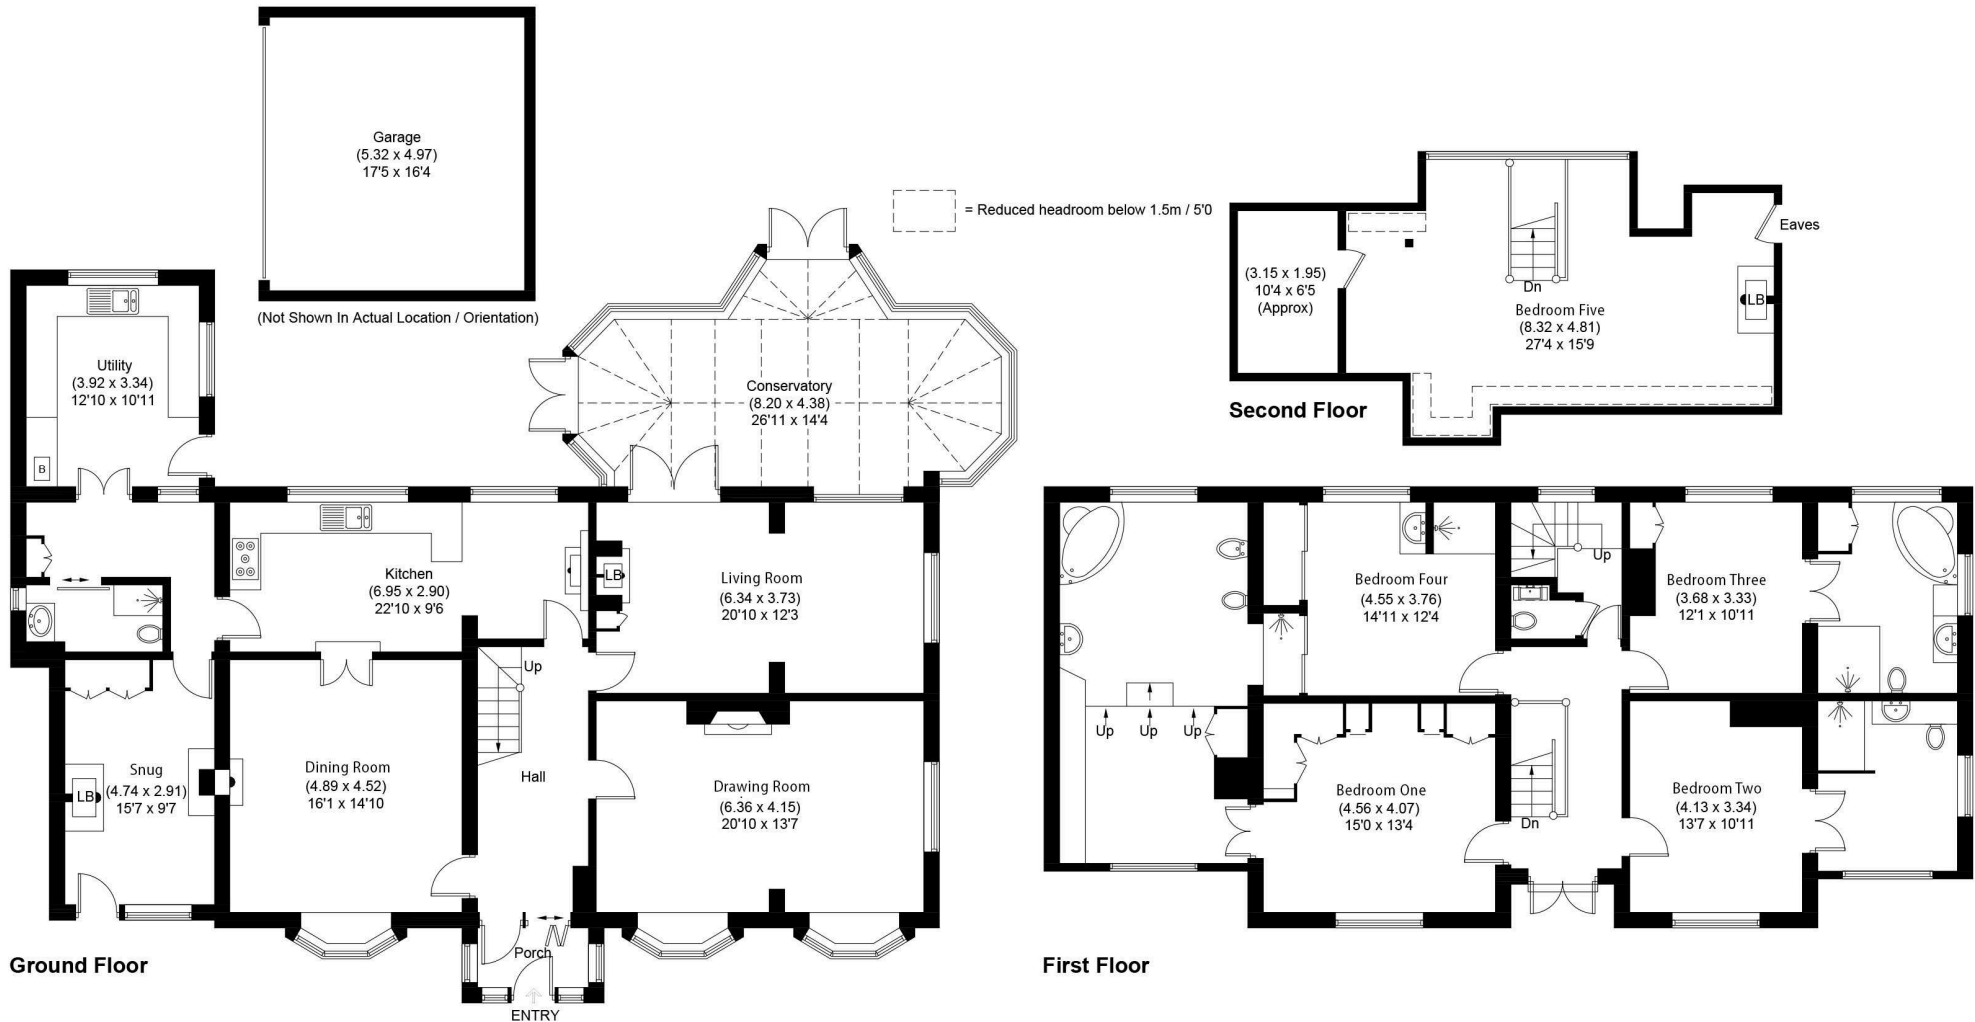 Garage
(5.32 x 4.97)
17'5 x 16'4
(Not Shown In Actual Location / Orientation)
= Reduced headroom below 1.5m / 5'0
Utility
(3.92 x 3.34)
12'10 x 10'11
B
Conservatory
(8.20 x 4.38)
26'11 x 14'4
Kitchen
(6.95 x 2.90)
22'10 x 9'6
LB
Living Room
(6.34 x 3.73)
20'10 x 12'3
Up
Hall
Snug
(4.74 x 2.91)
15'7 x 9'7
LB
Dining Room
(4.89 x 4.52)
16'1 x 14'10
Drawing Room
(6.36 x 4.15)
20'10 x 13'7
Porch
ENTRY
Ground Floor
(3.15 x 1.95)
10'4 x 6'5
(Approx)
Dn
Bedroom Five
(8.32 x 4.81)
27'4 x 15'9
LB
Eaves
Second Floor
Bedroom Four
(4.55 x 3.76)
14'11 x 12'4
Up
Bedroom Three
(3.68 x 3.33)
12'1 x 10'11
Up
Up
Up
Bedroom One
(4.56 x 4.07)
15'0 x 13'4
Dn
Bedroom Two
(4.13 x 3.34)
13'7 x 10'11
First Floor